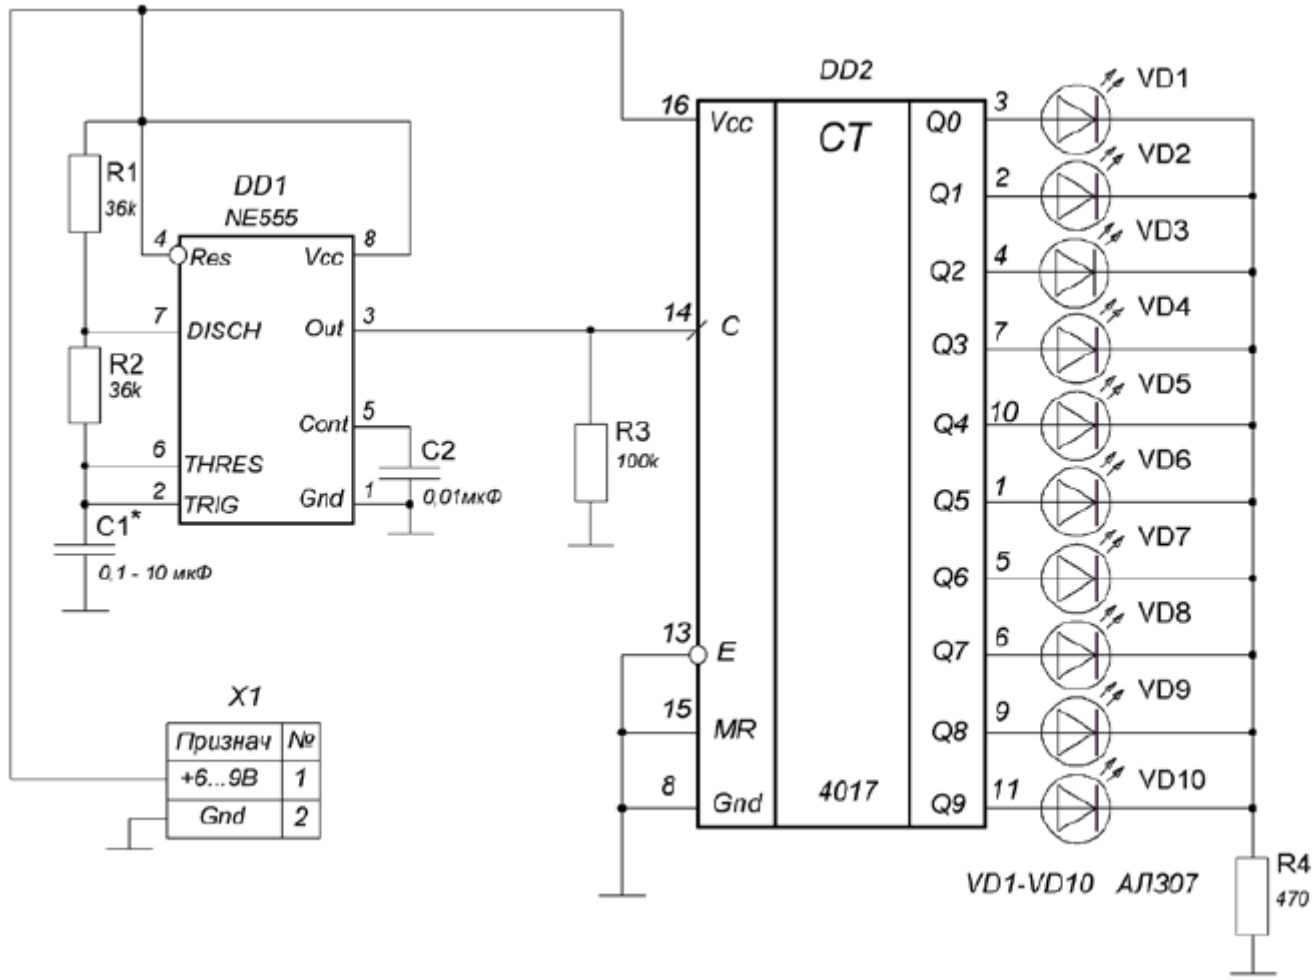 DD1
NE555
R1
36k
4
Res
Vcc
8
7
DISCH
Out
3
R2
36k
Cont
5
6
THRES
2
TRIG
Gnd
1
C2
0,01мкФ
C1*
0,1 - 10 мкФ
R3
100k
X1
Признач №
+6...9В 1
Gnd 2
DD2
CT
4017
16
Vcc
14
C
13
E
15
MR
8
Gnd
Q0 3 VD1
Q1 2 VD2
Q2 4 VD3
Q3 7 VD4
Q4 10 VD5
Q5 1 VD6
Q6 5 VD7
Q7 6 VD8
Q8 9 VD9
Q9 11 VD10
VD1-VD10 АЛ307
R4
470